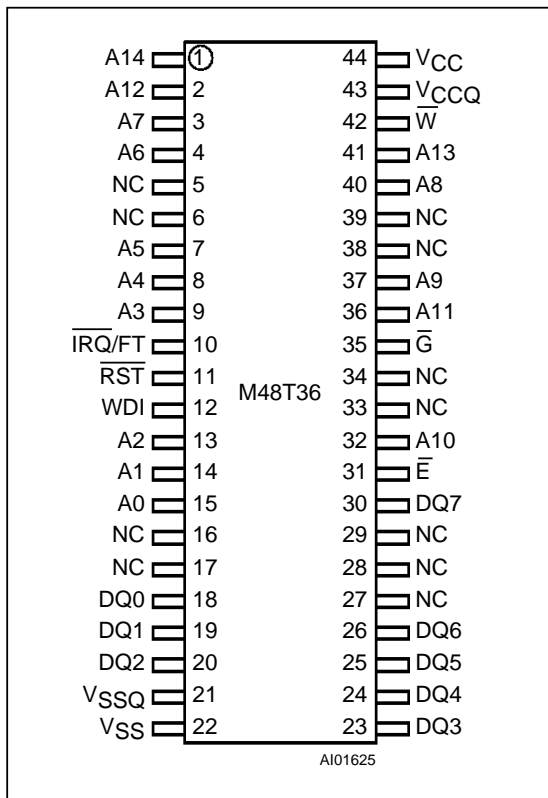 A14 1 44 VCC
A12 2 43 VCCQ
A7 3 42 W̅
A6 4 41 A13
NC 5 40 A8
NC 6 39 NC
A5 7 38 NC
A4 8 37 A9
A3 9 36 A11
I̅R̅Q̅/FT 10 35 G̅
R̅S̅T̅ 11 34 NC
M48T36
WDI 12 33 NC
A2 13 32 A10
A1 14 31 E̅
A0 15 30 DQ7
NC 16 29 NC
NC 17 28 NC
DQ0 18 27 NC
DQ1 19 26 DQ6
DQ2 20 25 DQ5
VSSQ 21 24 DQ4
VSS 22 23 DQ3
AI01625